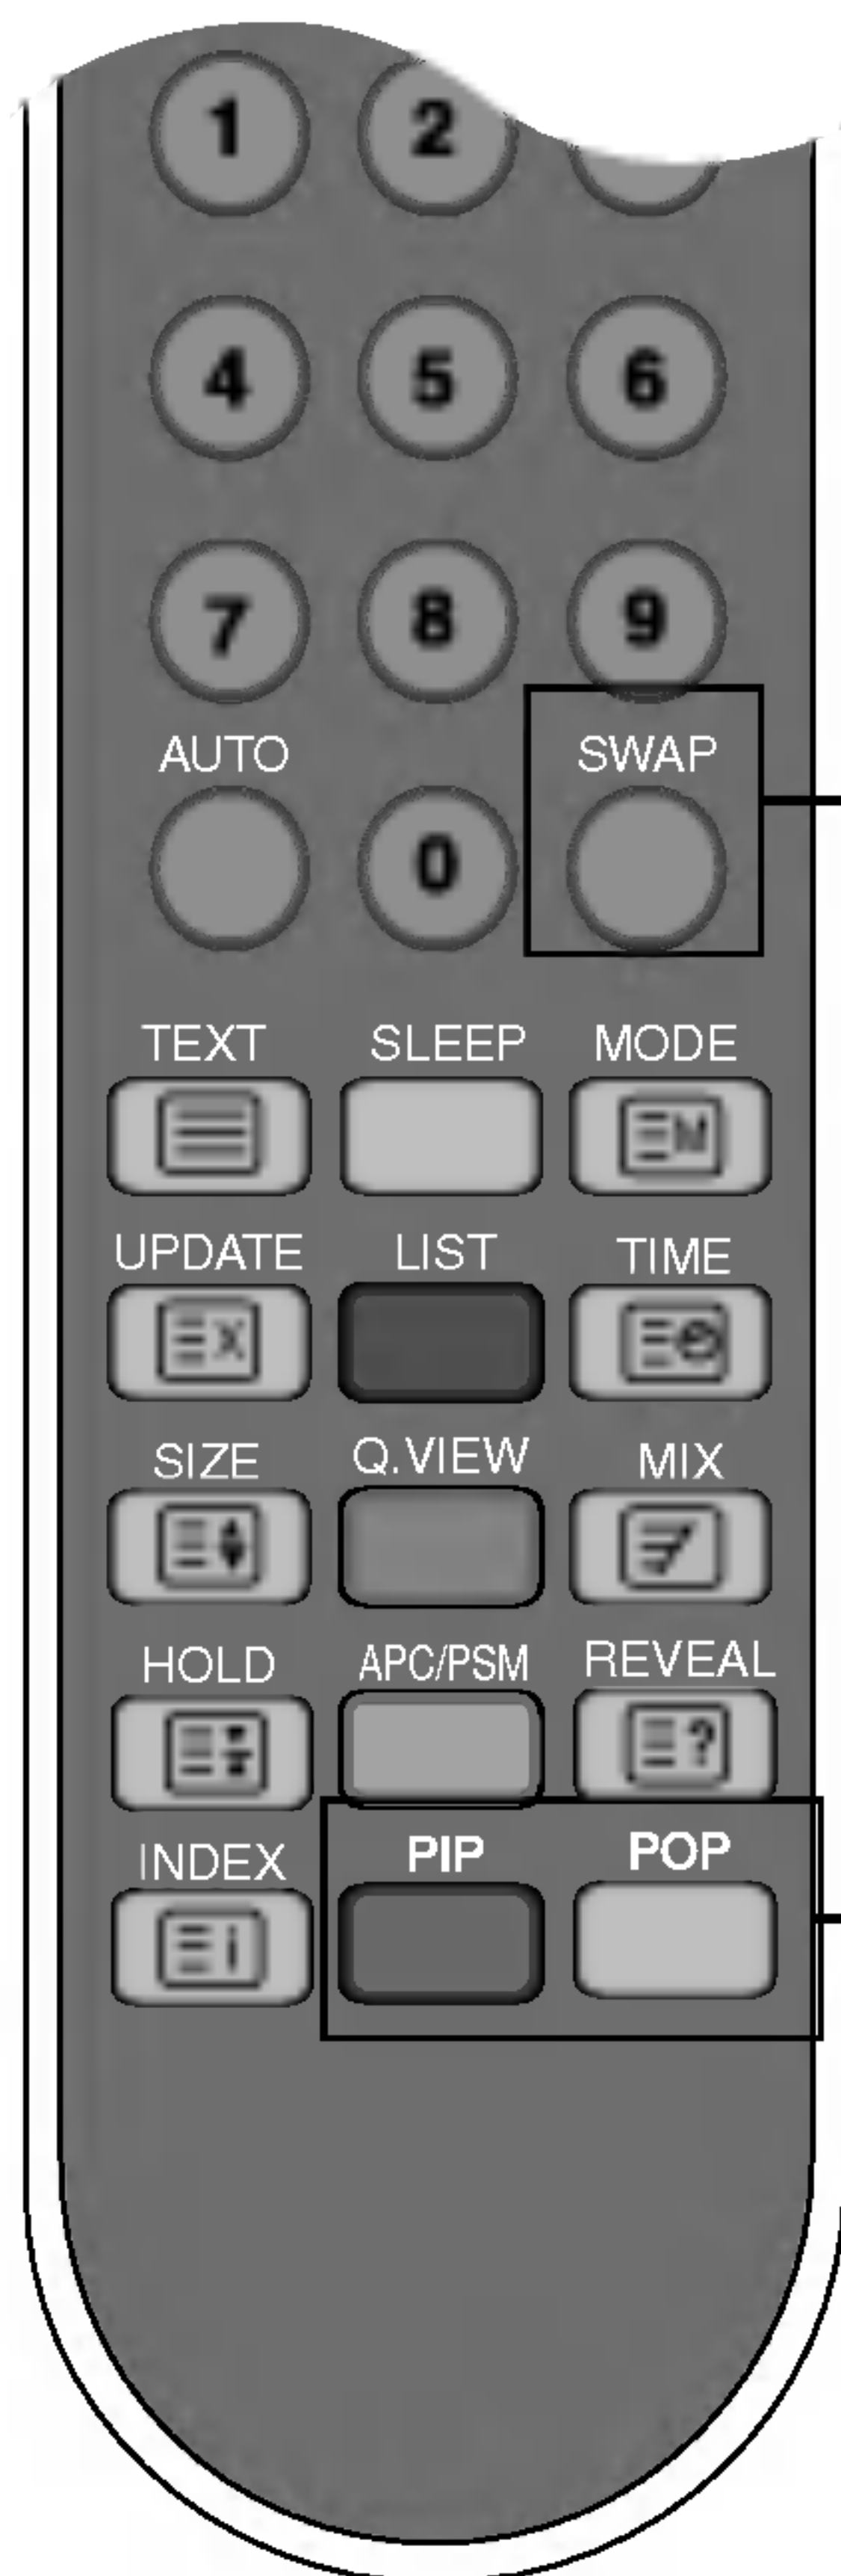 1 2
4 5 6
7 8 9
AUTO SWAP
0
TEXT SLEEP MODE
M
UPDATE LIST TIME
X
SIZE Q.VIEW MIX
HOLD APC/PSM REVEAL
?
INDEX PIP POP
i